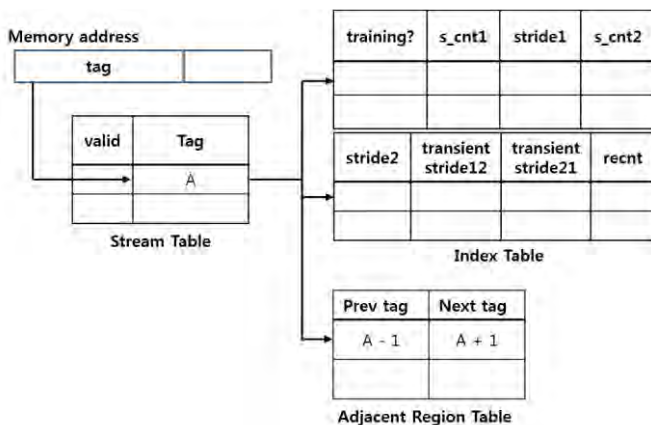 Memory address
tag
valid Tag
A
Stream Table
training? s_cnt1 stride1 s_cnt2
stride2 transient stride12 transient stride21 recnt
Index Table
Prev tag Next tag
A - 1 A + 1
Adjacent Region Table